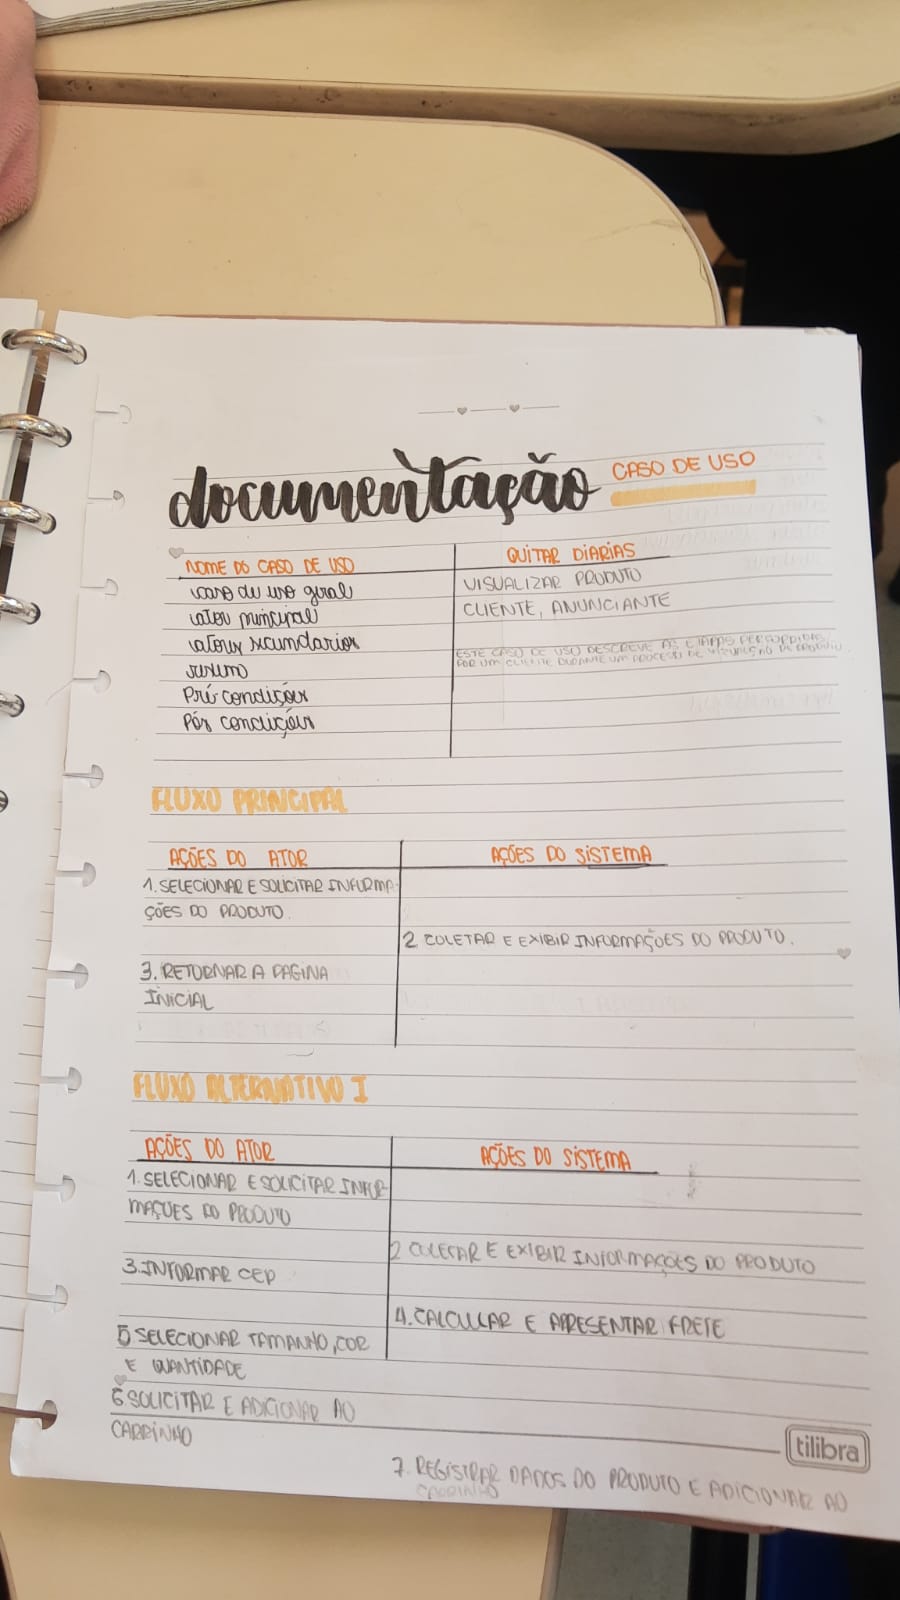 documentação CASO DE USO
NOME DO CASO DE USO QUITAR DIARIAS
caso de uso geral VISUALIZAR PRODUTO
ator principal CLIENTE, ANUNCIANTE
atores secundarios
resumo ESTE CASO DE USO DESCREVE AS ETAPAS PERCORRIDAS
POR UM CLIENTE DURANTE UM PROCESSO DE VISUALIZAÇÃO DE PRODUTO
Pré condições
Pós condições
FLUXO PRINCIPAL
AÇÕES DO ATOR AÇÕES DO SISTEMA
1. SELECIONAR E SOLICITAR INFORMA-
ÇÕES DO PRODUTO.
2 COLETAR E EXIBIR INFORMAÇÕES DO PRODUTO.
3. RETORNAR A PAGINA
INICIAL
FLUXO ALTERNATIVO I
AÇÕES DO ATOR AÇÕES DO SISTEMA
1. SELECIONAR E SOLICITAR INFOR-
MAÇÕES DO PRODUTO
2 COLETAR E EXIBIR INFORMAÇÕES DO PRODUTO
3. INFORMAR CEP
4. CALCULAR E APRESENTAR FRETE
5 SELECIONAR TAMANHO, COR
E QUANTIDADE
6 SOLICITAR E ADICIONAR AO
CARRINHO
tilibra
7. REGISTRAR DADOS DO PRODUTO E ADICIONAR AO
CARRINHO